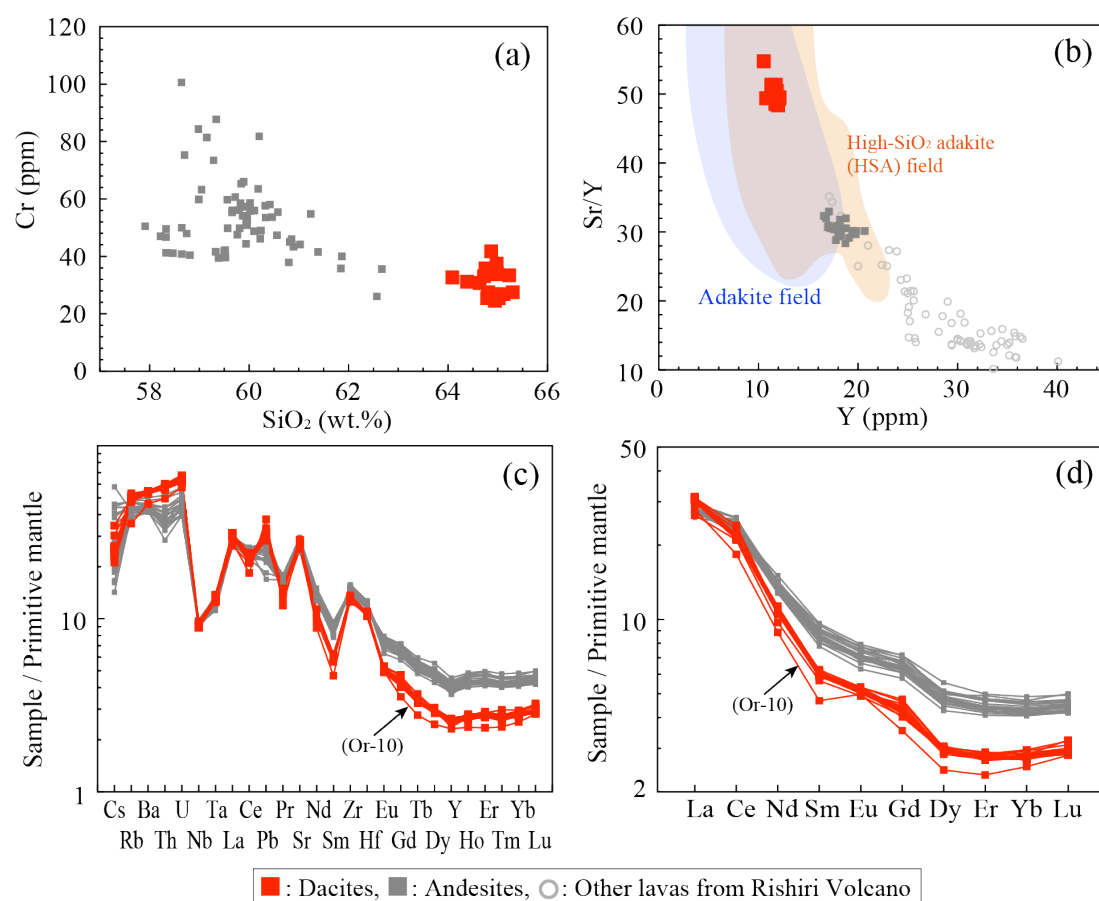 120
100
80
60
40
20
0
Cr (ppm)
(a)
58
60
62
64
66
SiO₂ (wt.%)
60
50
40
30
20
10
Sr/Y
(b)
High-SiO₂ adakite
(HSA) field
Adakite field
0
10
20
30
40
Y (ppm)
Sample / Primitive mantle
10
1
(c)
(Or-10)
Cs Ba U Ta Ce Pr Nd Zr Eu Tb Y Er Yb
Rb Th Nb La Pb Sr Sm Hf Gd Dy Ho Tm Lu
Sample / Primitive mantle
50
10
2
(d)
(Or-10)
La Ce Nd Sm Eu Gd Dy Er Yb Lu
: Dacites, : Andesites, : Other lavas from Rishiri Volcano